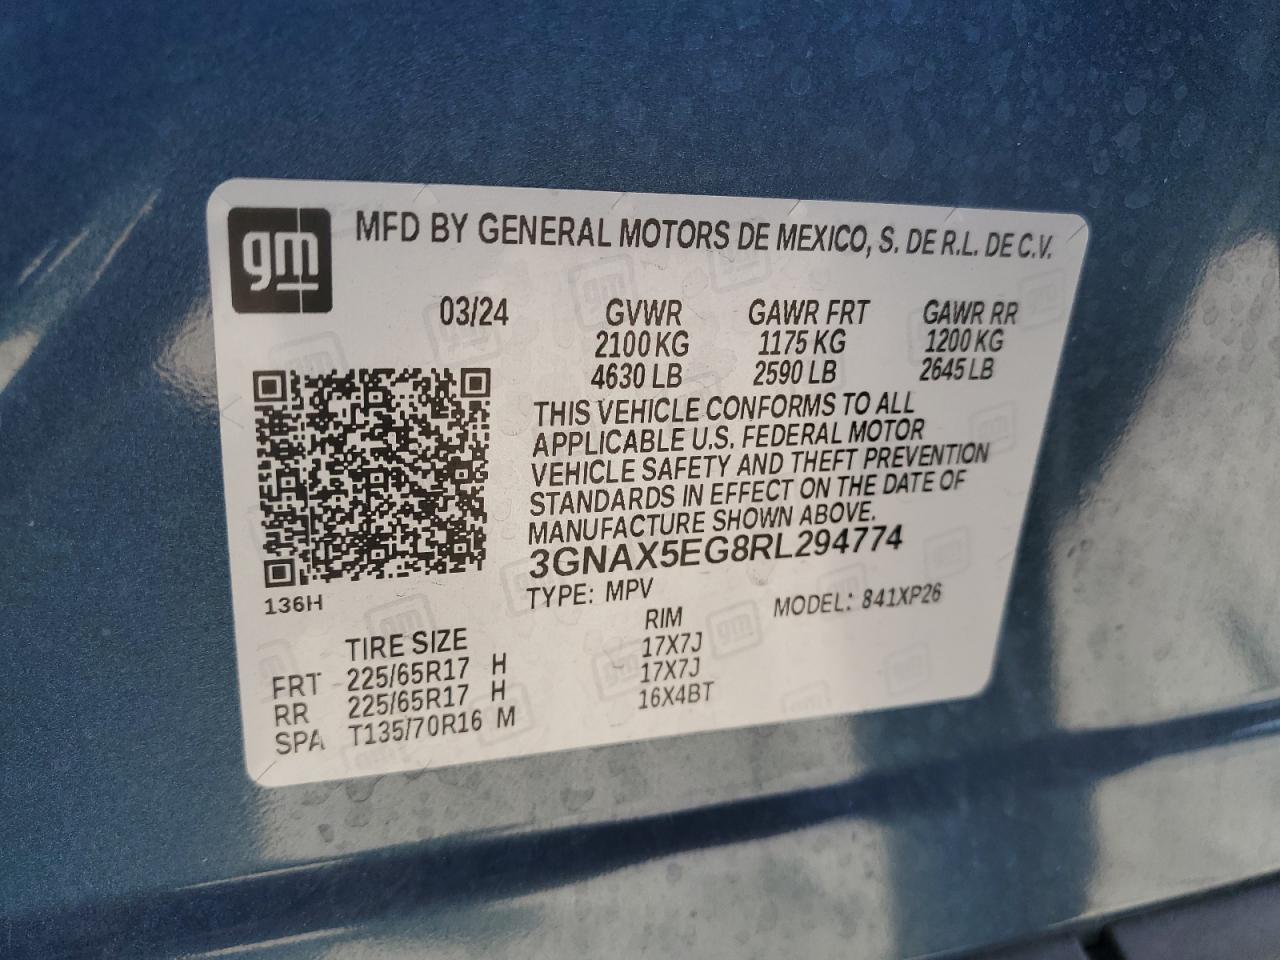 gm
MFD BY GENERAL MOTORS DE MEXICO, S. DE R.L. DE C.V.
03/24 GVWR GAWR FRT GAWR RR
2100 KG 1175 KG 1200 KG
4630 LB 2590 LB 2645 LB
THIS VEHICLE CONFORMS TO ALL
APPLICABLE U.S. FEDERAL MOTOR
VEHICLE SAFETY AND THEFT PREVENTION
STANDARDS IN EFFECT ON THE DATE OF
MANUFACTURE SHOWN ABOVE.
3GNAX5EG8RL294774
136H
TYPE: MPV MODEL: 841XP26
TIRE SIZE RIM
FRT 225/65R17 H 17X7J
RR 225/65R17 H 17X7J
SPA T135/70R16 M 16X4BT